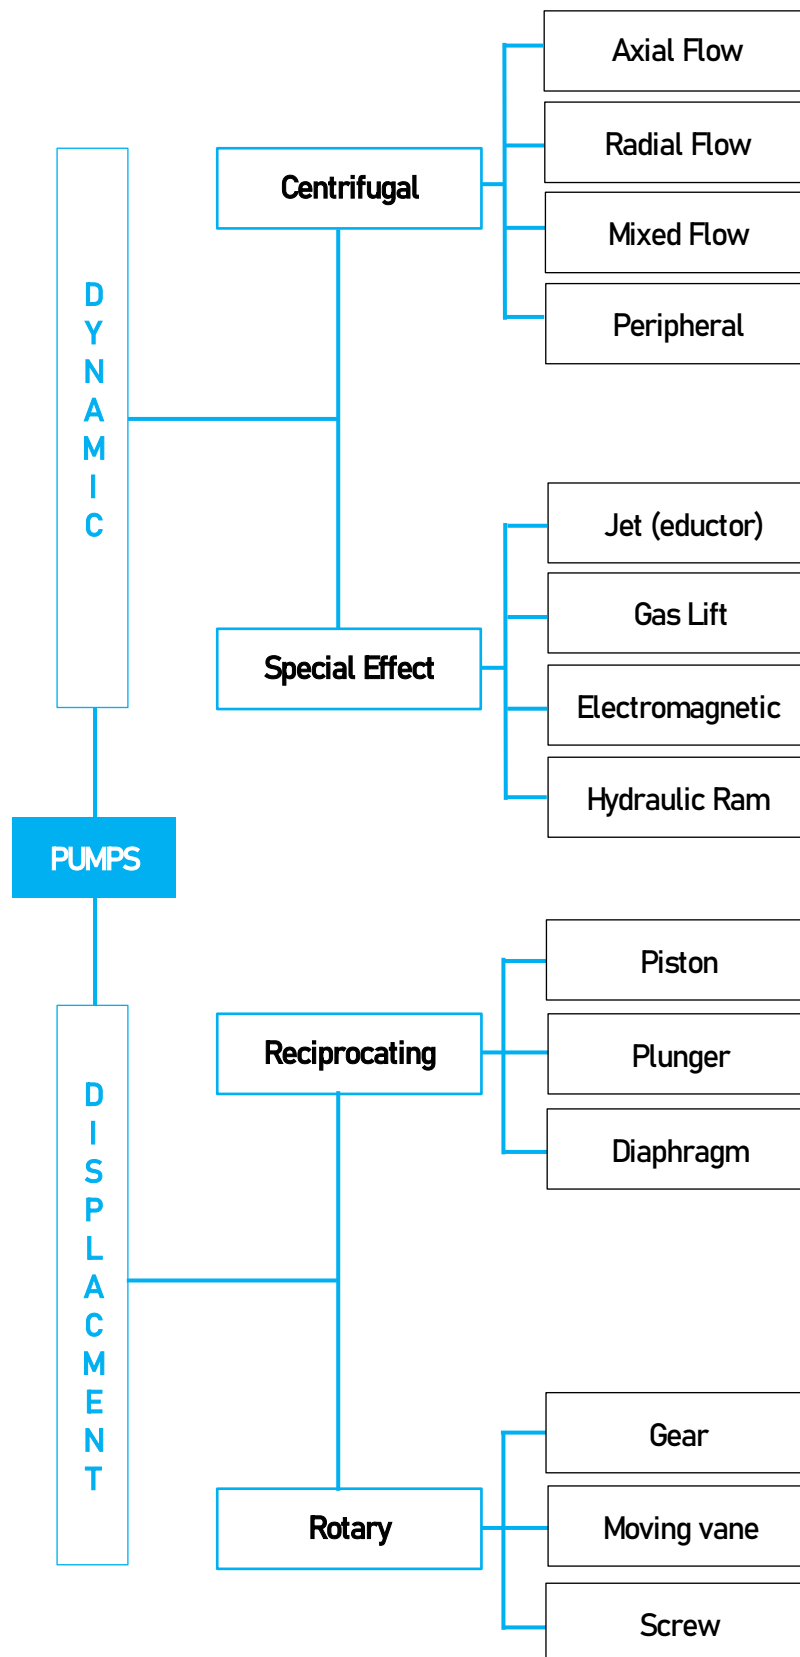 Axial Flow
Radial Flow
Centrifugal
Mixed Flow
Peripheral
DYNAMIC
Jet (eductor)
Gas Lift
Special Effect
Electromagnetic
Hydraulic Ram
PUMPS
Piston
Reciprocating
Plunger
Diaphragm
DISPLACMENT
Gear
Rotary
Moving vane
Screw